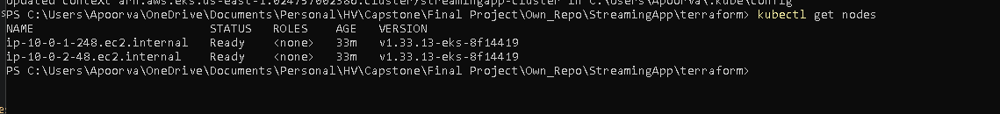 Updated context arn:aws:eks:us-east-1:024757002386:cluster/streamingapp-cluster in C:\Users\Apoorva\.kube\config
PS C:\Users\Apoorva\OneDrive\Documents\Personal\HV\Capstone\Final Project\Own_Repo\StreamingApp\terraform> kubectl get nodes
NAME STATUS ROLES AGE VERSION
ip-10-0-1-248.ec2.internal Ready <none> 33m v1.33.13-eks-8f14419
ip-10-0-2-48.ec2.internal Ready <none> 33m v1.33.13-eks-8f14419
PS C:\Users\Apoorva\OneDrive\Documents\Personal\HV\Capstone\Final Project\Own_Repo\StreamingApp\terraform>